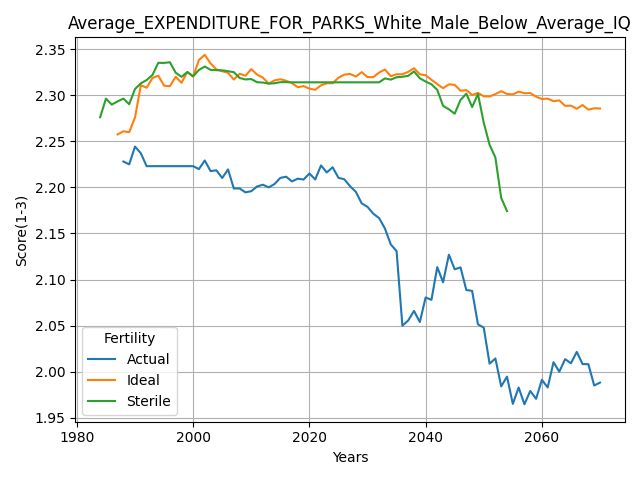 Average_EXPENDITURE_FOR_PARKS_White_Male_Below_Average_IQ
2.35
2.30
2.25
2.20
2.15
2.10
2.05
2.00
1.95
Score(1-3)
Fertility
Actual
Ideal
Sterile
1980
2000
2020
2040
2060
Years